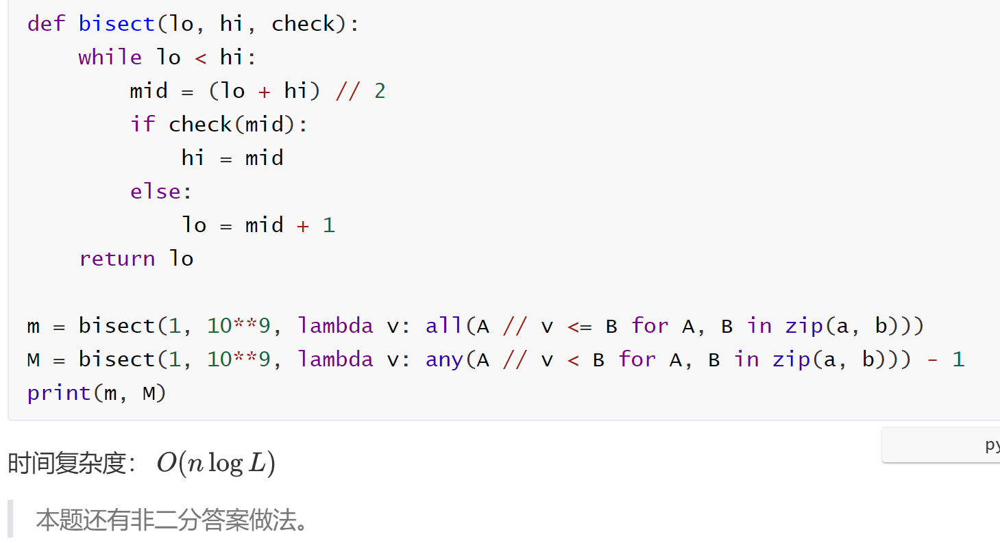 def bisect(lo, hi, check):
    while lo < hi:
        mid = (lo + hi) // 2
        if check(mid):
            hi = mid
        else:
            lo = mid + 1
    return lo
m = bisect(1, 10**9, lambda v: all(A // v <= B for A, B in zip(a, b)))
M = bisect(1, 10**9, lambda v: any(A // v < B for A, B in zip(a, b))) - 1
print(m, M)
py
时间复杂度： O(n log L)
本题还有非二分答案做法。